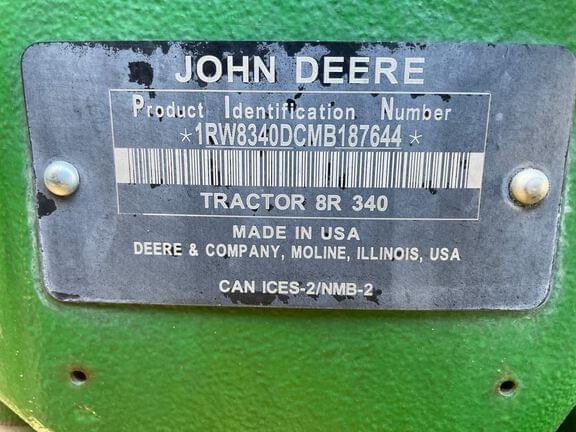 JOHN DEERE
Product Identification Number
*1RW8340DCMB187644*
TRACTOR 8R 340
MADE IN USA
DEERE & COMPANY, MOLINE, ILLINOIS, USA
CAN ICES-2/NMB-2